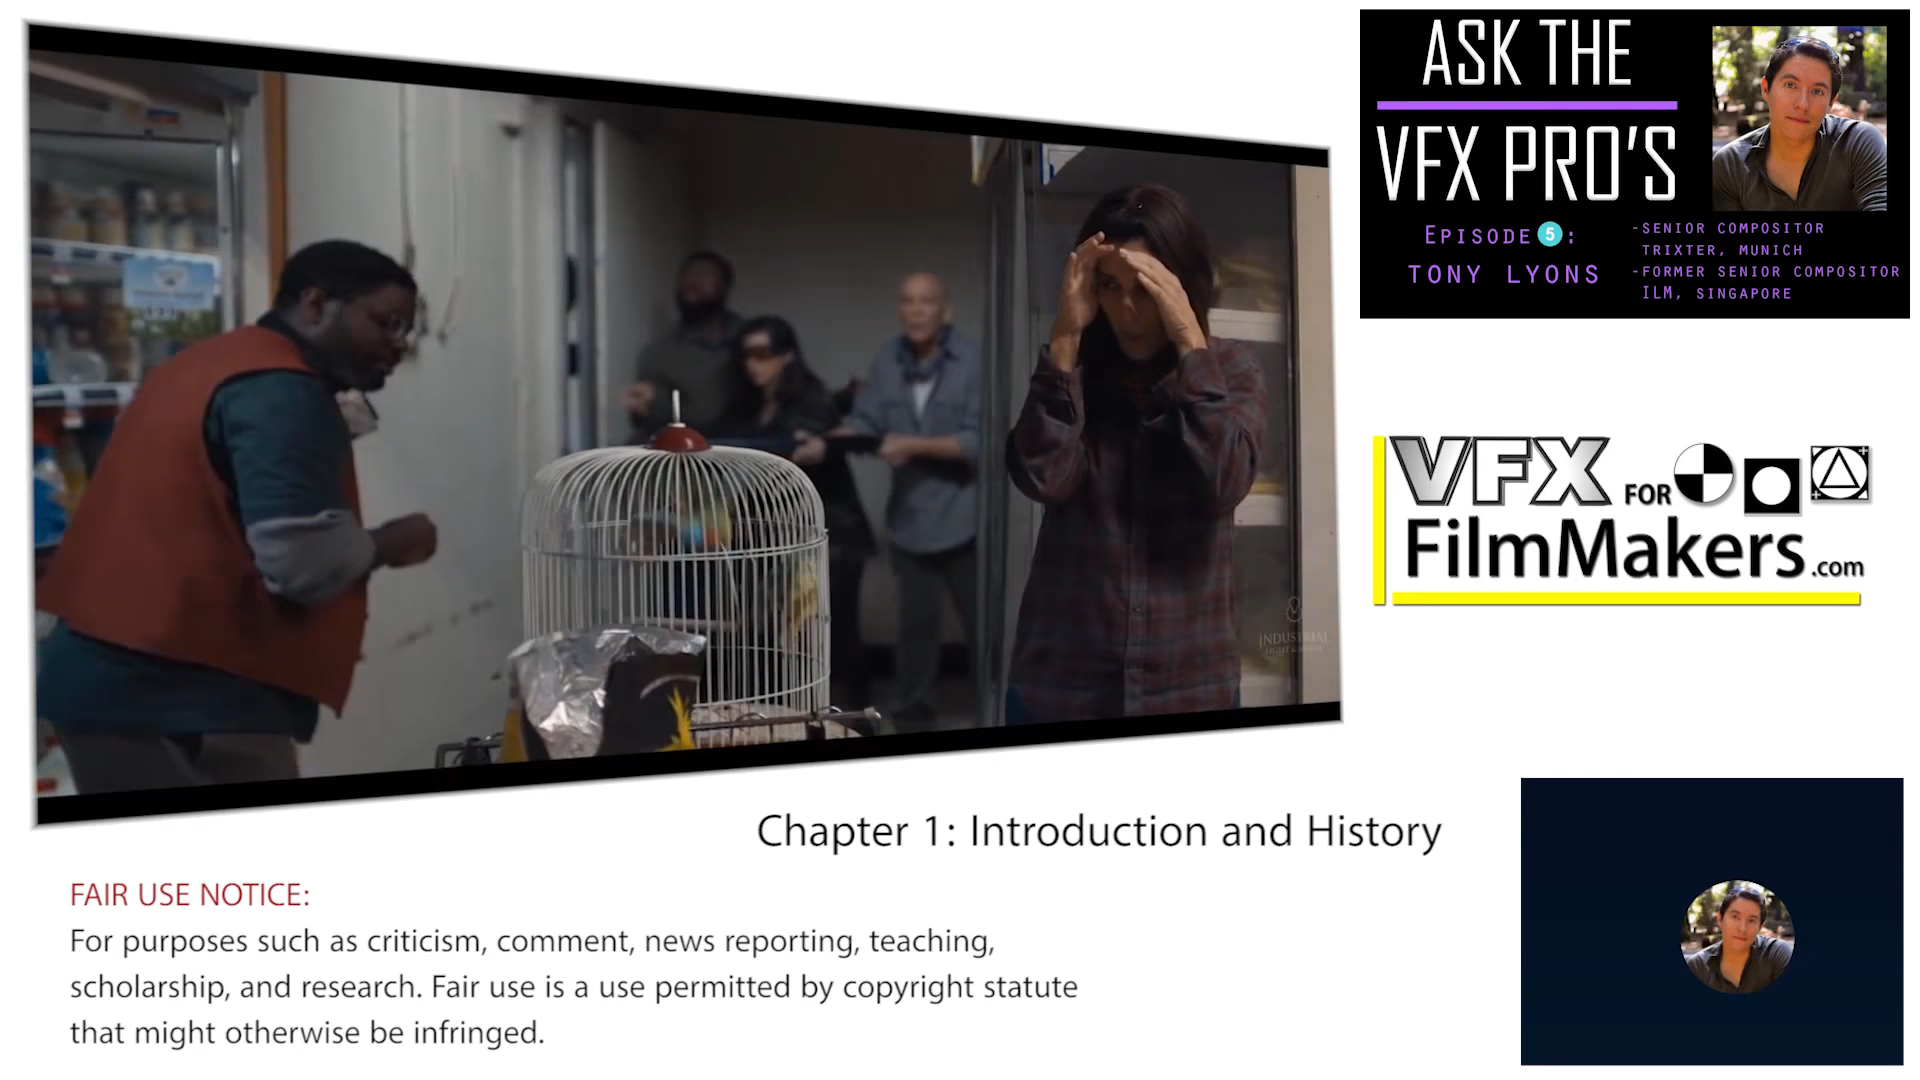 ASK THE
VFX PRO'S
EPISODE 5:
TONY LYONS
-SENIOR COMPOSITOR
TRIXTER, MUNICH
-FORMER SENIOR COMPOSITOR
ILM, SINGAPORE
VFX FOR
FilmMakers.com
INDUSTRIAL
LIGHT & MAGIC
Chapter 1: Introduction and History
FAIR USE NOTICE:
For purposes such as criticism, comment, news reporting, teaching,
scholarship, and research. Fair use is a use permitted by copyright statute
that might otherwise be infringed.